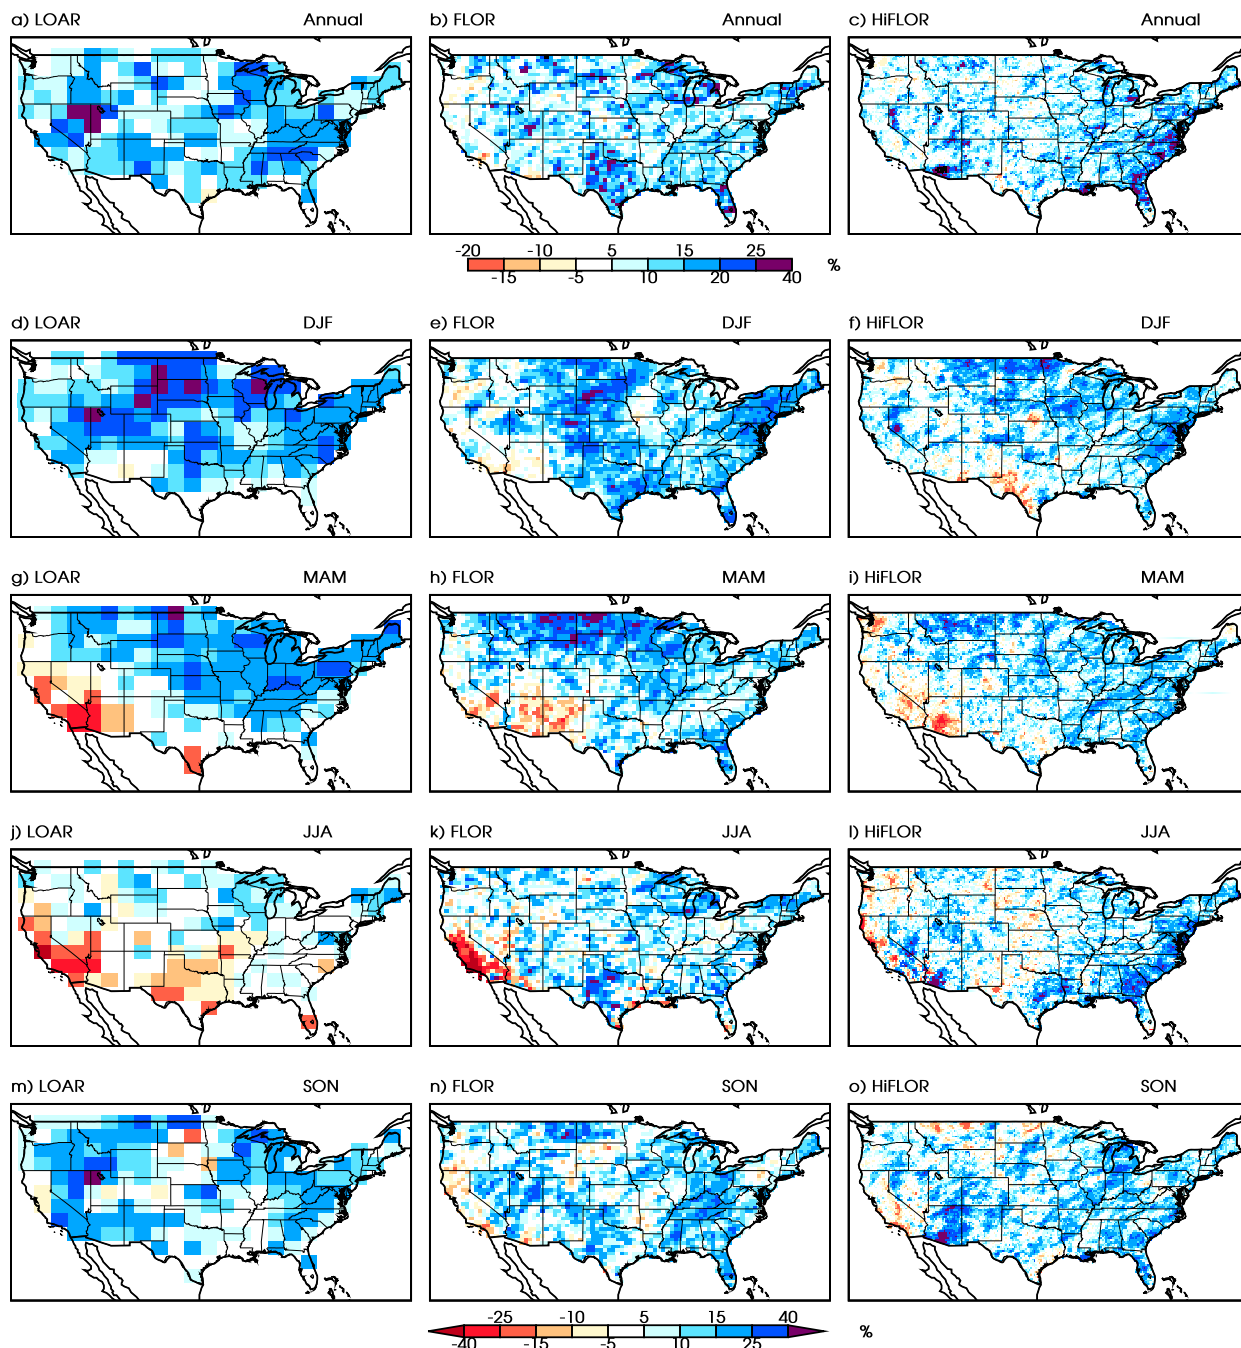 a) LOAR Annual b) FLOR Annual c) HiFLOR Annual
-20 -10 5 15 25
-15 -5 10 20 40 %
d) LOAR DJF e) FLOR DJF f) HiFLOR DJF
g) LOAR MAM h) FLOR MAM i) HiFLOR MAM
j) LOAR JJA k) FLOR JJA l) HiFLOR JJA
m) LOAR SON n) FLOR SON o) HiFLOR SON
-25 -10 5 15 40
-40 -15 -5 10 25 %